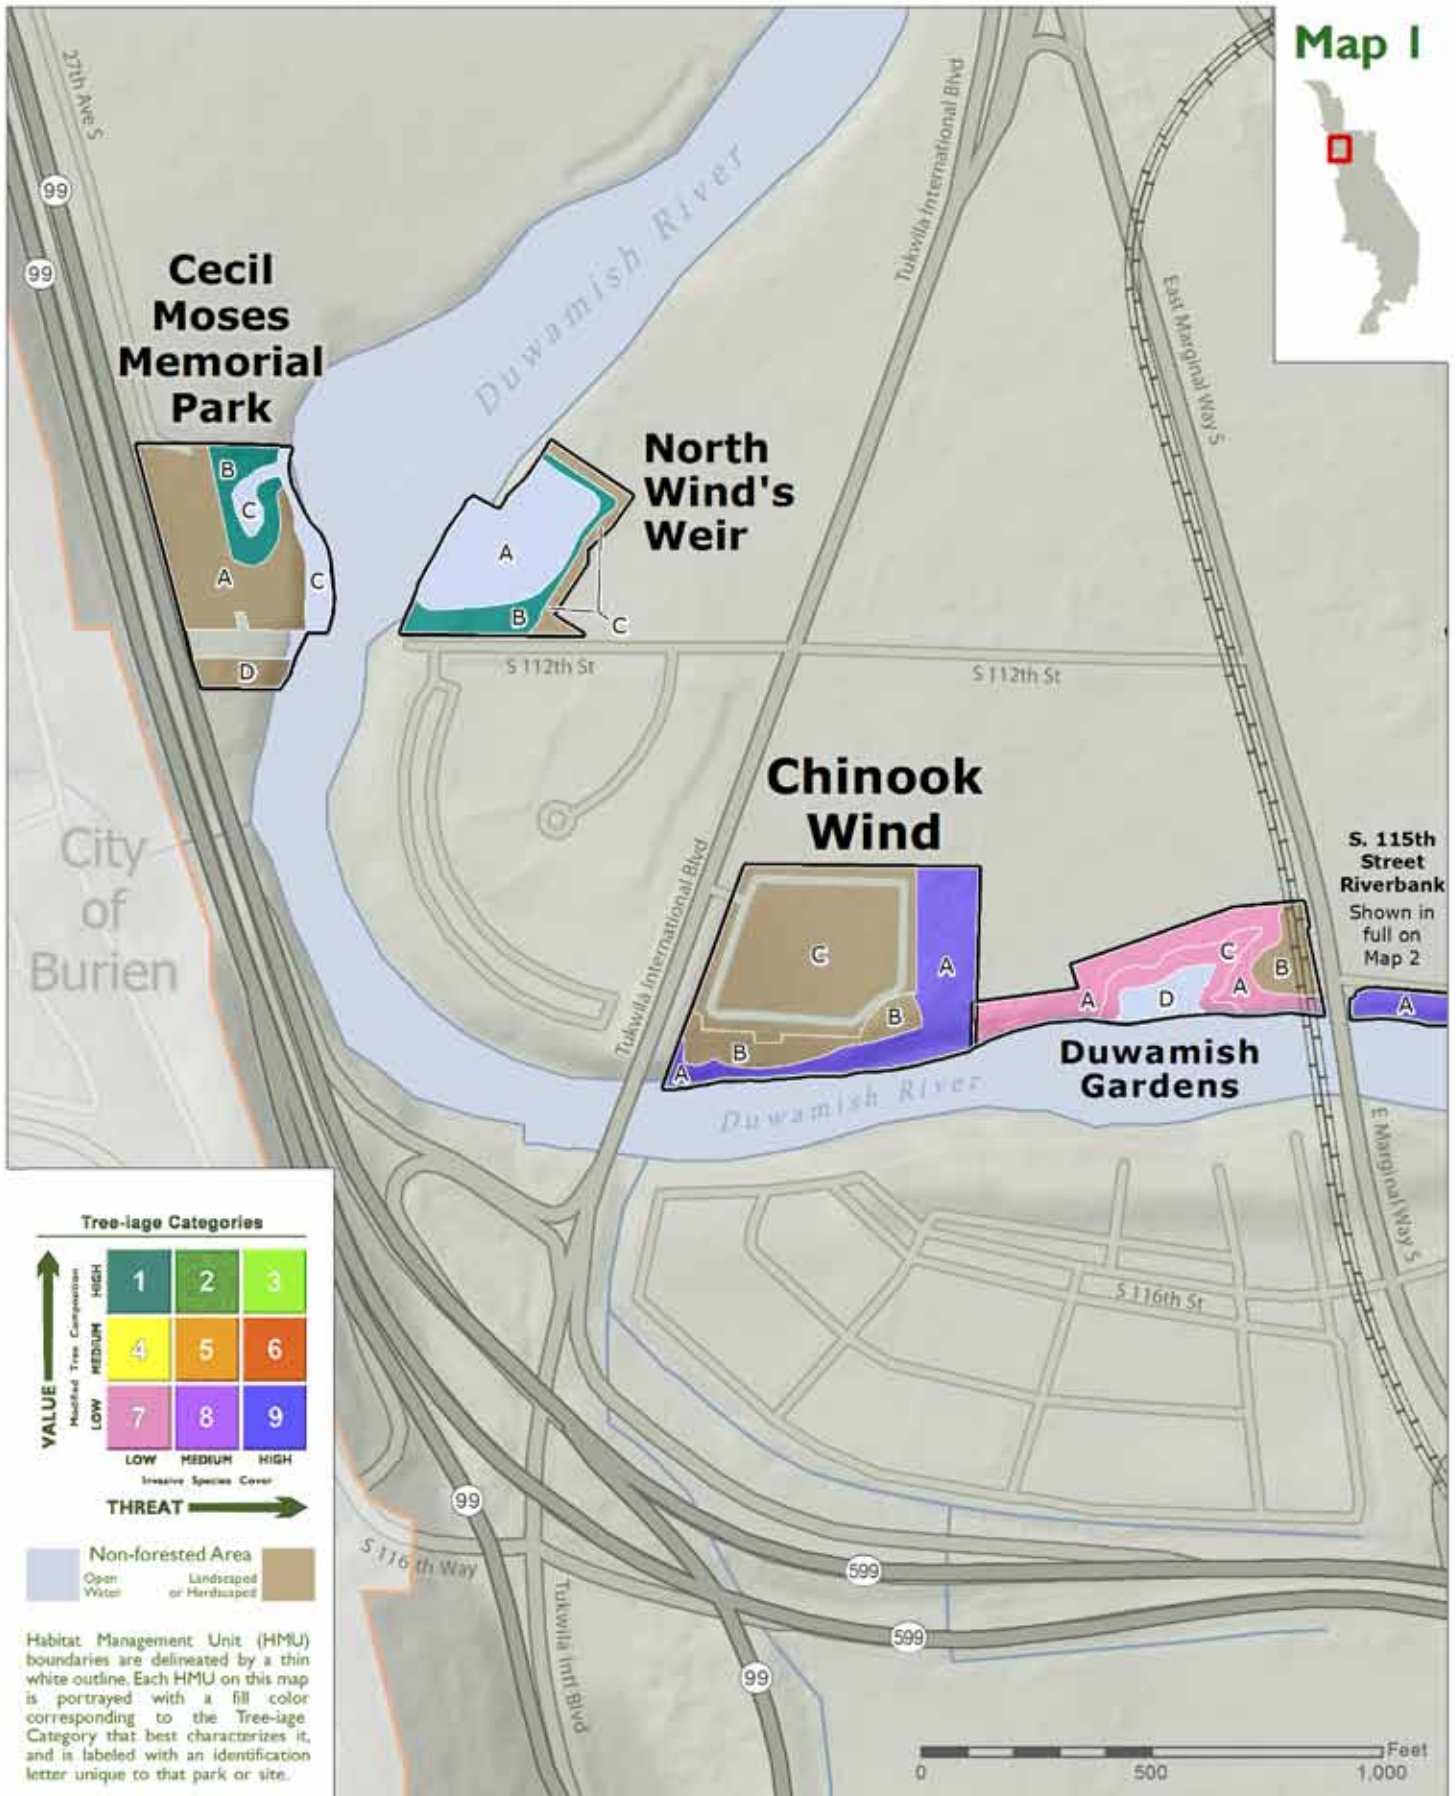 Map 1
27th Ave S
99
99
Tukwila International Blvd
Duwamish River
East Marginal Way S
Cecil
Moses
Memorial
Park
B
C
A
C
D
North
Wind's
Weir
A
B
C
S 112th St
S 112th St
Chinook
Wind
Tukwila International Blvd
City
of
Burien
S. 115th
Street
Riverbank
Shown in
full on
Map 2
C
A
B
B
A
C
B
A
A
D
A
Duwamish
Gardens
Duwamish River
E Marginal Way S
S 116th St
Tree-iage Categories
VALUE
Modified Tree Composition
HIGH
MEDIUM
LOW
1
2
3
4
5
6
7
8
9
LOW
MEDIUM
HIGH
Invasive Species Cover
THREAT
Non-forested Area
Open
Water
Landscaped
or Hardscaped
Habitat Management Unit (HMU)
boundaries are delineated by a thin
white outline. Each HMU on this map
is portrayed with a fill color
corresponding to the Tree-iage
Category that best characterizes it,
and is labeled with an identification
letter unique to that park or site.
99
S 116th Way
Tukwila Intl Blvd
599
599
99
Feet
0
500
1,000